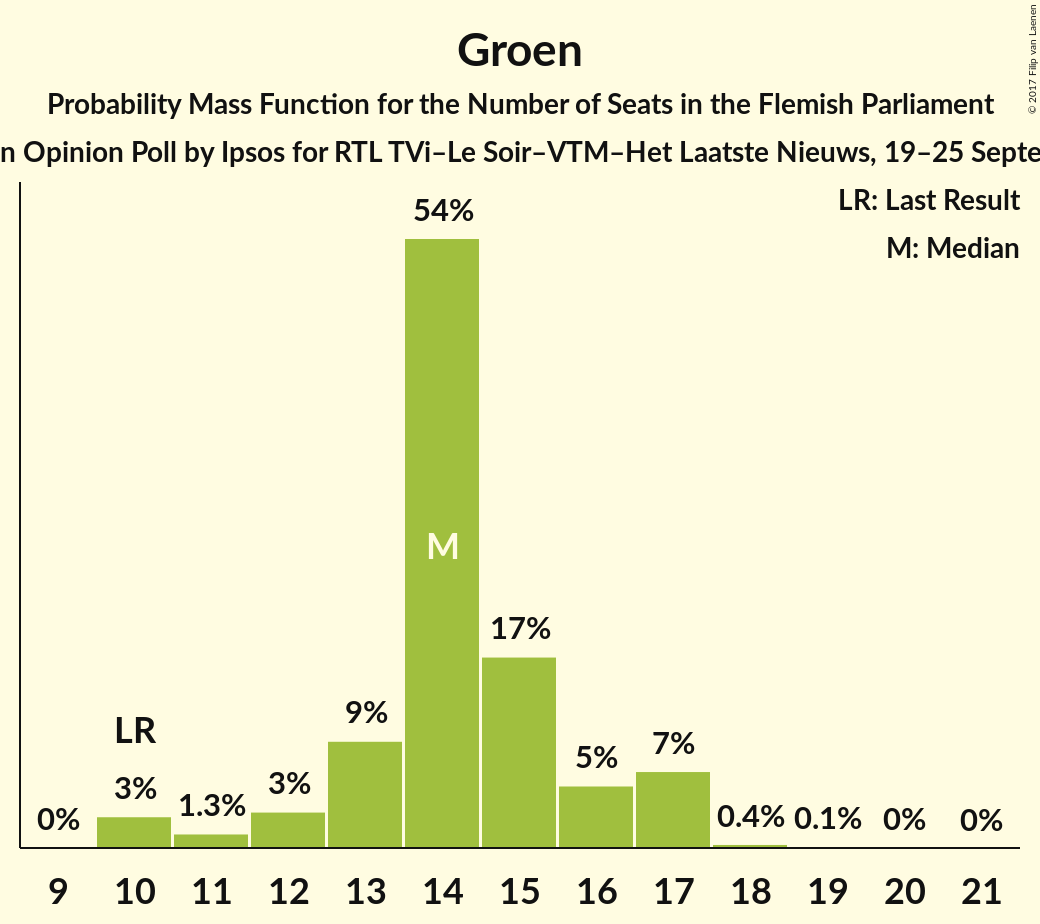 Groen
Probability Mass Function for the Number of Seats in the Flemish Parliament
n Opinion Poll by Ipsos for RTL TVi–Le Soir–VTM–Het Laatste Nieuws, 19–25 Septe
© 2017 Filip van Laenen
LR: Last Result
M: Median
54%
M
17%
9%
LR
7%
5%
3%
3%
1.3%
0.4%
0.1%
0%
0%
0%
9 10 11 12 13 14 15 16 17 18 19 20 21